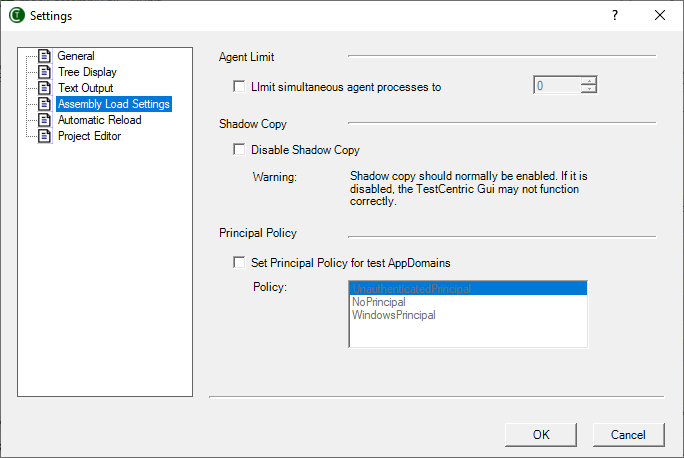 Settings
?
General
Tree Display
Text Output
Assembly Load Settings
Automatic Reload
Project Editor
Agent Limit
LImit simultaneous agent processes to
0
Shadow Copy
Disable Shadow Copy
Warning:
Shadow copy should normally be enabled. If it is
disabled, the TestCentric Gui may not function
correctly.
Principal Policy
Set Principal Policy for test AppDomains
Policy:
UnauthenticatedPrincipal
NoPrincipal
WindowsPrincipal
OK
Cancel